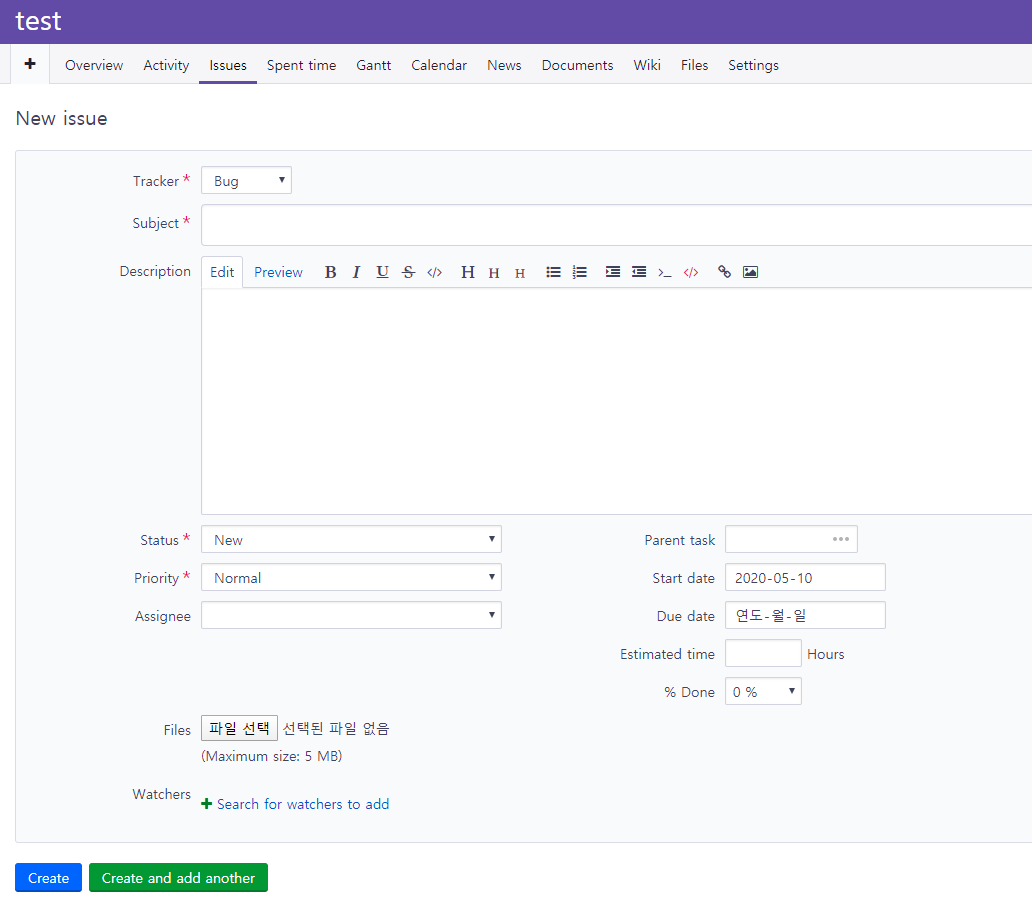 test
+ Overview Activity Issues Spent time Gantt Calendar News Documents Wiki Files Settings
New issue
Tracker * Bug
Subject *
Description Edit Preview B I U S </> H H H >_ </>
Status * New Parent task •••
Priority * Normal Start date 2020-05-10
Assignee Due date 연도-월-일
Estimated time Hours
% Done 0 %
Files 파일 선택 선택된 파일 없음
(Maximum size: 5 MB)
Watchers
+ Search for watchers to add
Create Create and add another